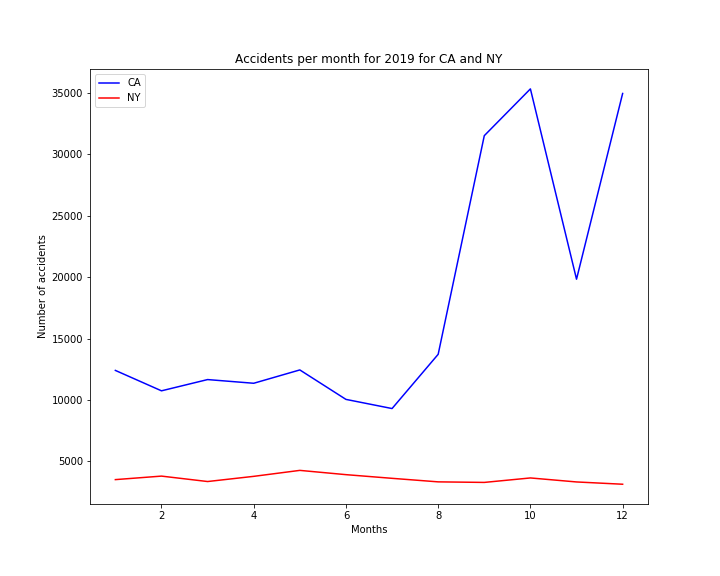 Accidents per month for 2019 for CA and NY
CA
NY
35000
30000
25000
20000
15000
10000
5000
Number of accidents
2 4 6 8 10 12
Months